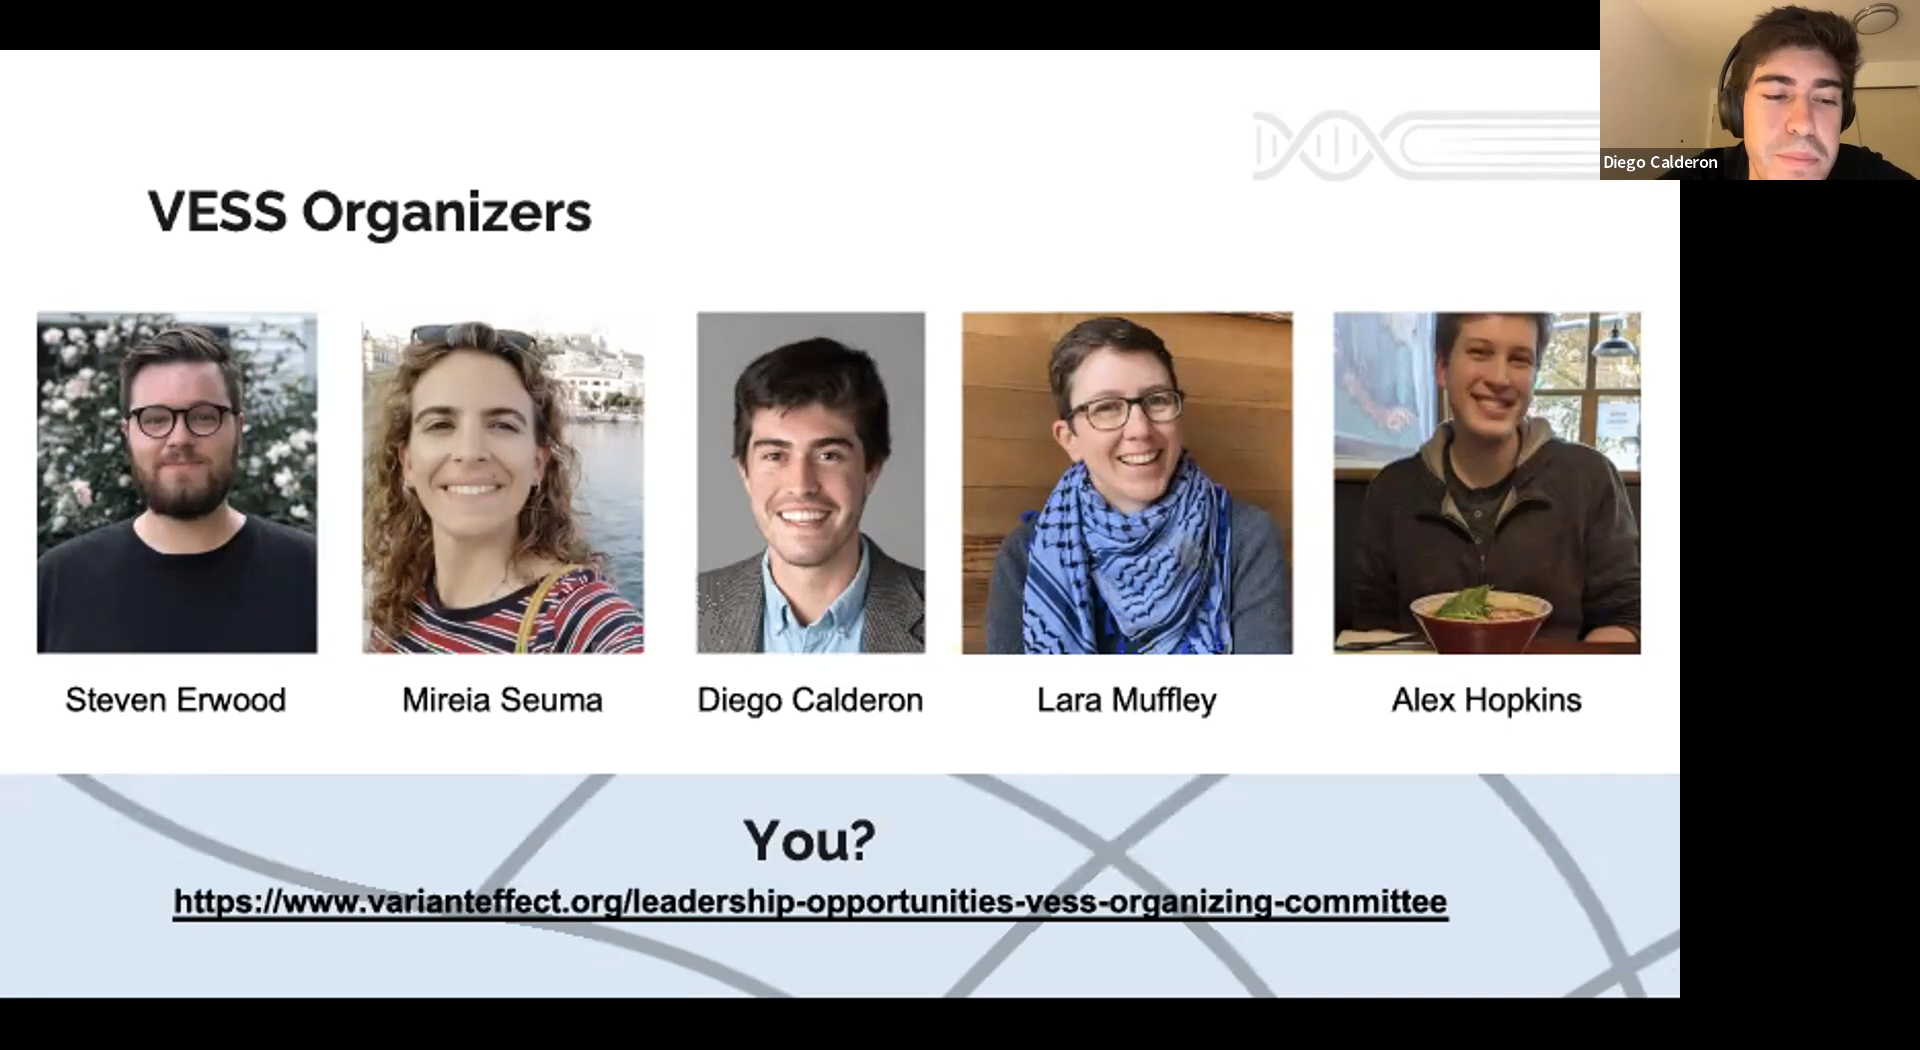 Diego Calderon
VESS Organizers
Steven Erwood
Mireia Seuma
Diego Calderon
Lara Muffley
Alex Hopkins
You?
https://www.varianteffect.org/leadership-opportunities-vess-organizing-committee